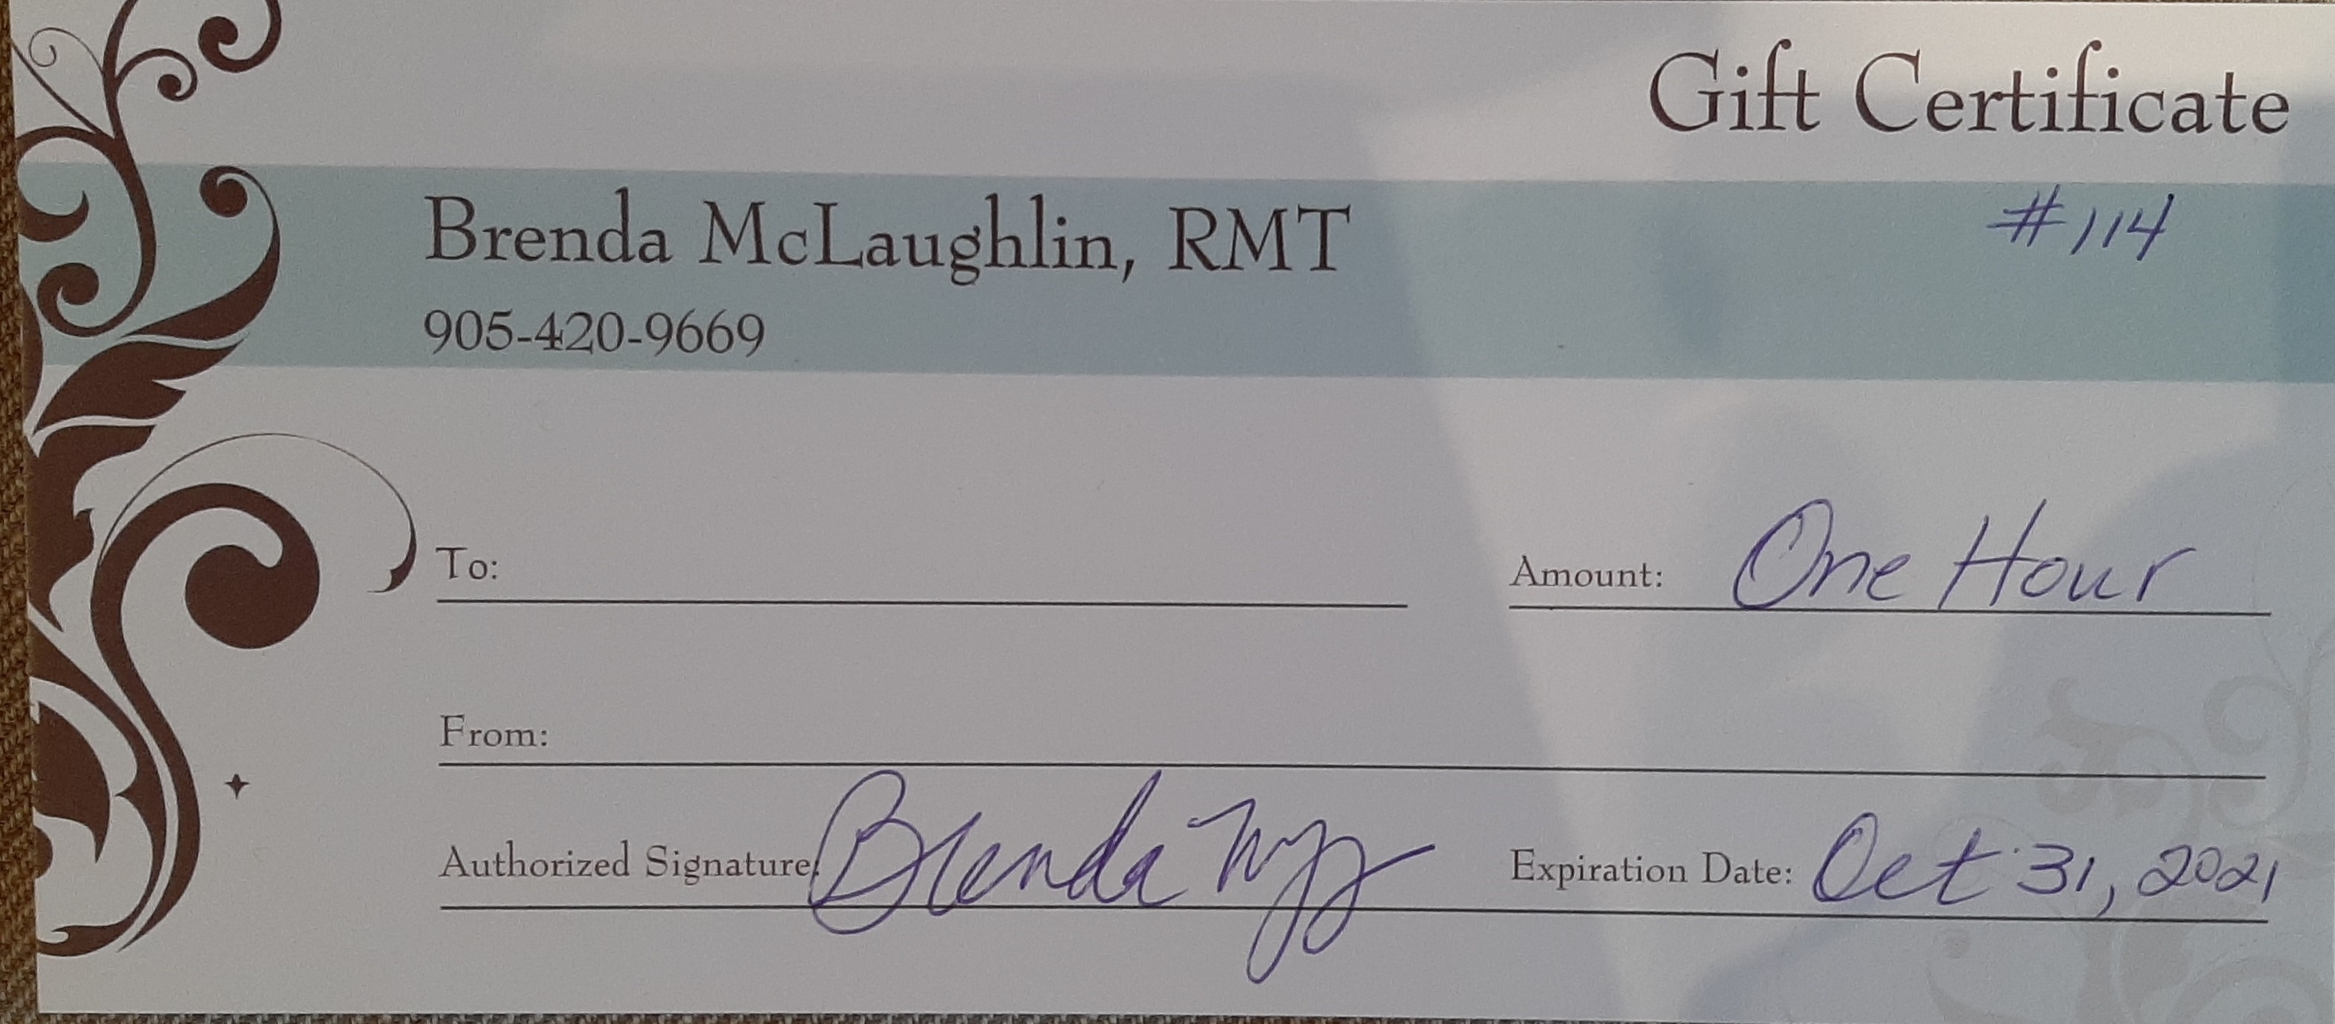 Gift Certificate
#114
Brenda McLaughlin, RMT
905-420-9669
To:
Amount: One Hour
From:
Authorized Signature: Brenda
Expiration Date: Oct 31, 2021